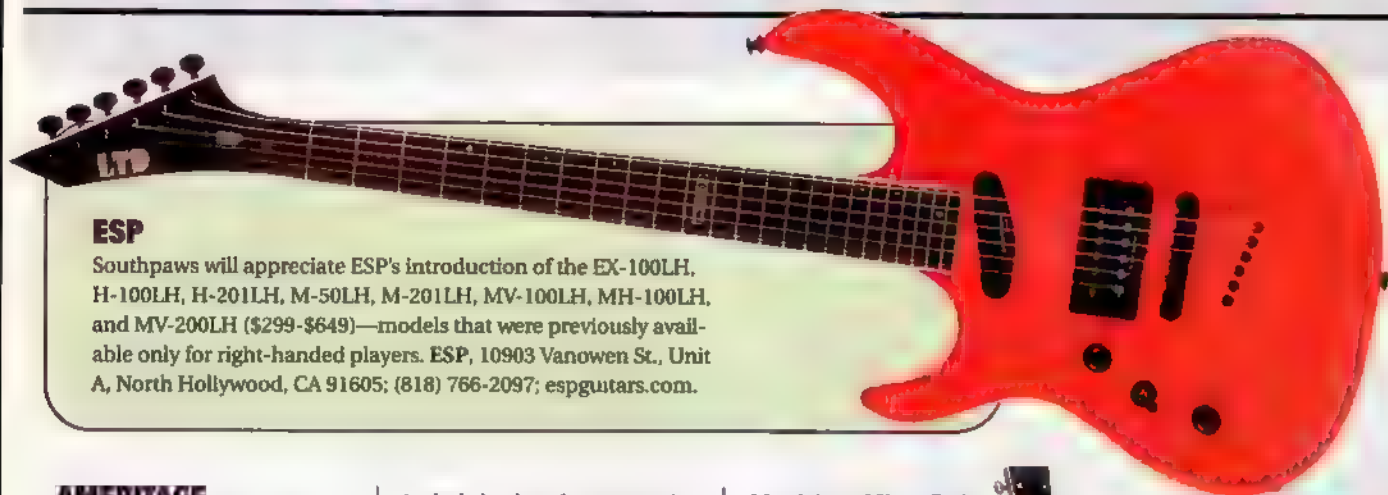 LTD
ESP
Southpaws will appreciate ESP's introduction of the EX-100LH,
H-100LH, H-201LH, M-50LH, M-201LH, MV-100LH, MH-100LH,
and MV-200LH ($299-$649)—models that were previously avail-
able only for right-handed players. ESP, 10903 Vanowen St., Unit
A, North Hollywood, CA 91605; (818) 766-2097; espguitars.com.
AMERITAGE